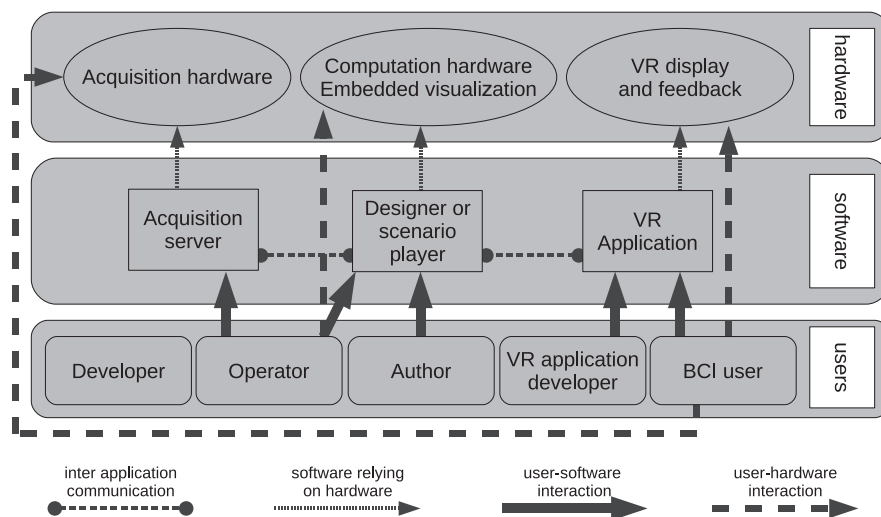 Acquisition hardware
Computation hardware
Embedded visualization
VR display
and feedback
hardware
Acquisition
server
Designer or
scenario
player
VR
Application
software
Developer
Operator
Author
VR application
developer
BCI user
users
inter application
communication
software relying
on hardware
user-software
interaction
user-hardware
interaction